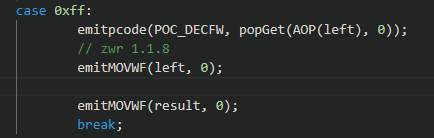 case 0xff:
emitpcode(POC_DECFW, popGet(AOP(left), 0));
// zwr 1.1.8
emitMOVWF(left, 0);
emitMOVWF(result, 0);
break;